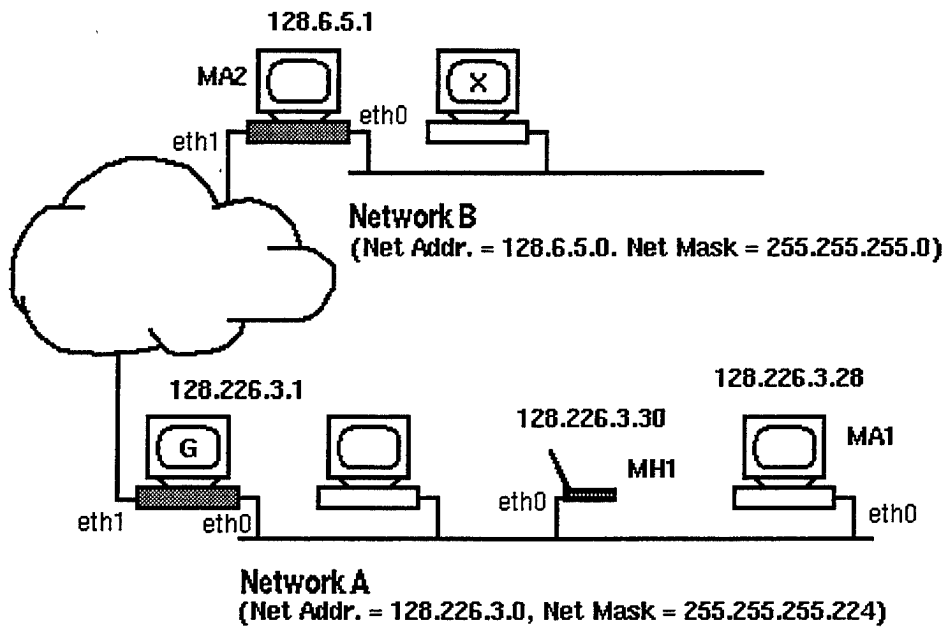 128.6.5.1
MA2
X
eth0
eth1
Network B
(Net Addr. = 128.6.5.0. Net Mask = 255.255.255.0)
128.226.3.1
128.226.3.28
128.226.3.30
G
MH1
MA1
eth1
eth0
eth0
eth0
Network A
(Net Addr. = 128.226.3.0, Net Mask = 255.255.255.224)